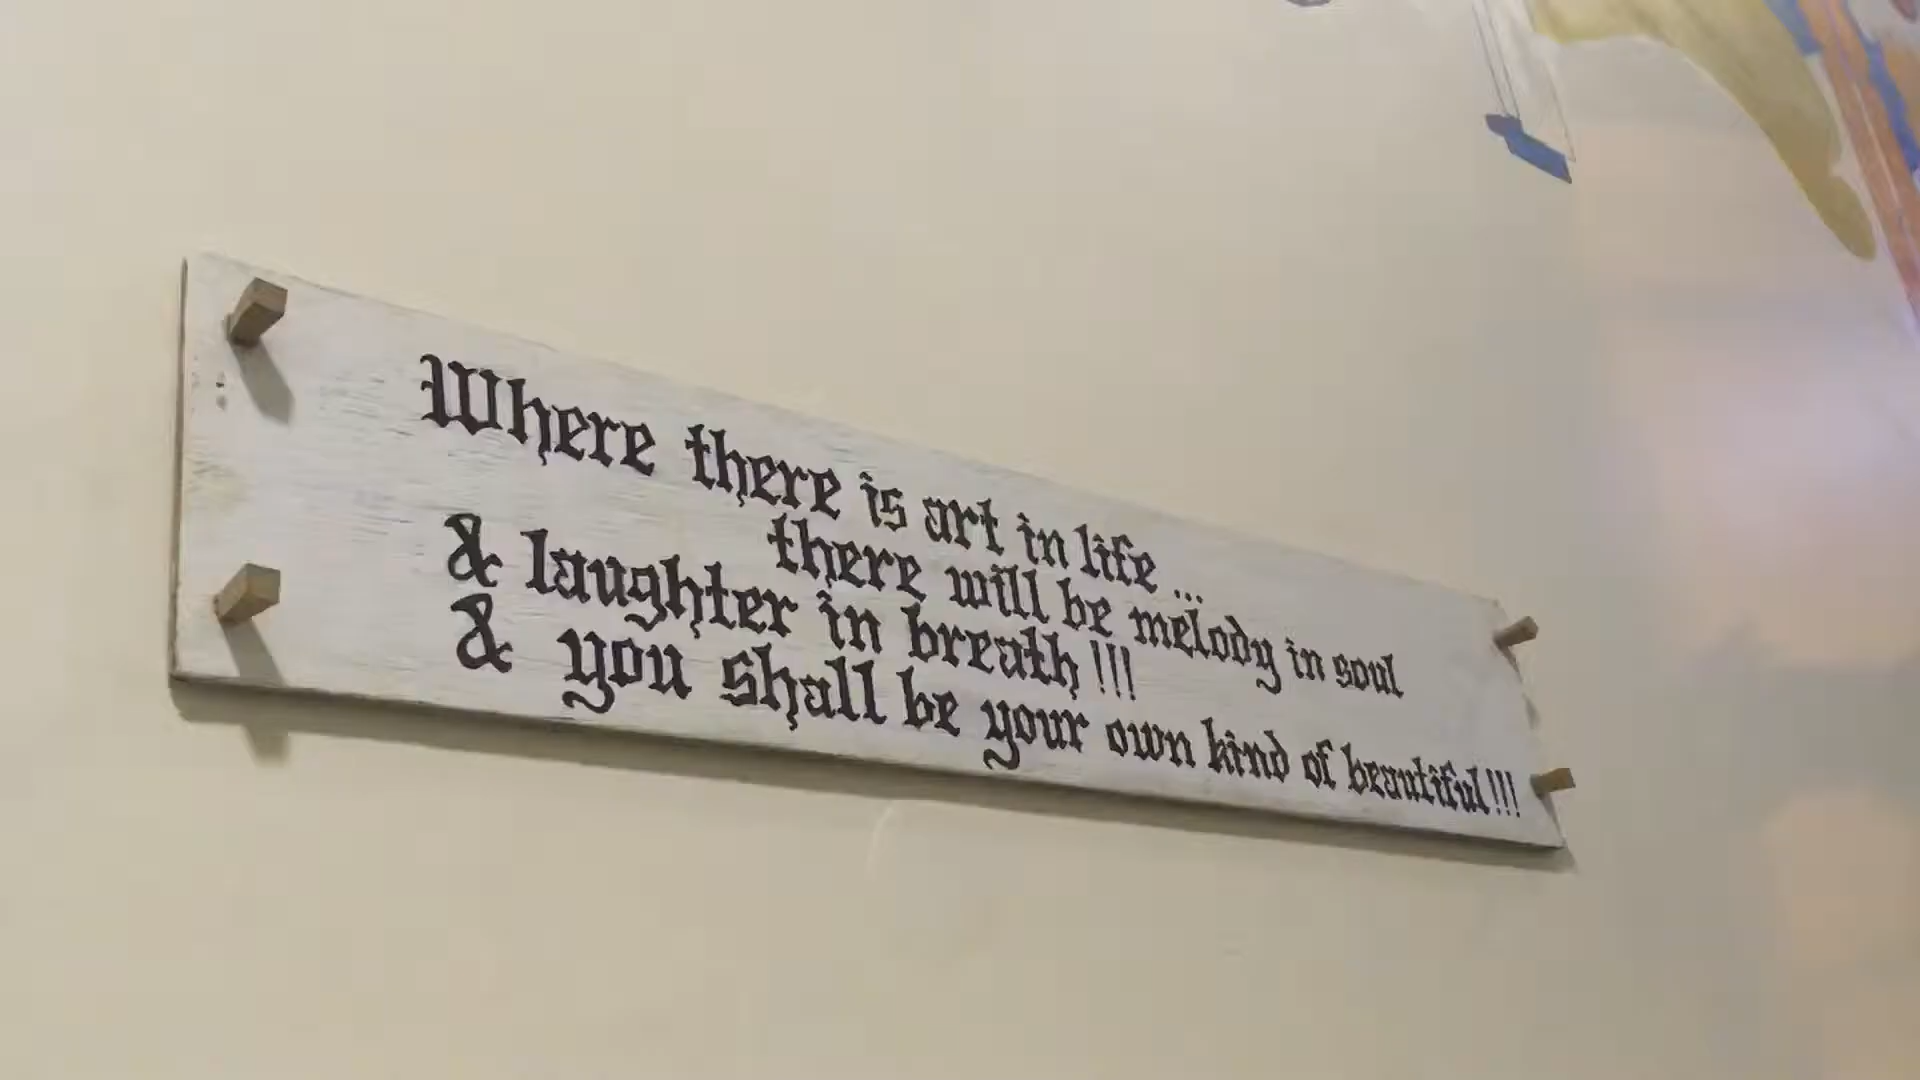 Where there is art in life ...
there will be melody in soul
& laughter in breath !!!
& you shall be your own kind of beautiful !!!